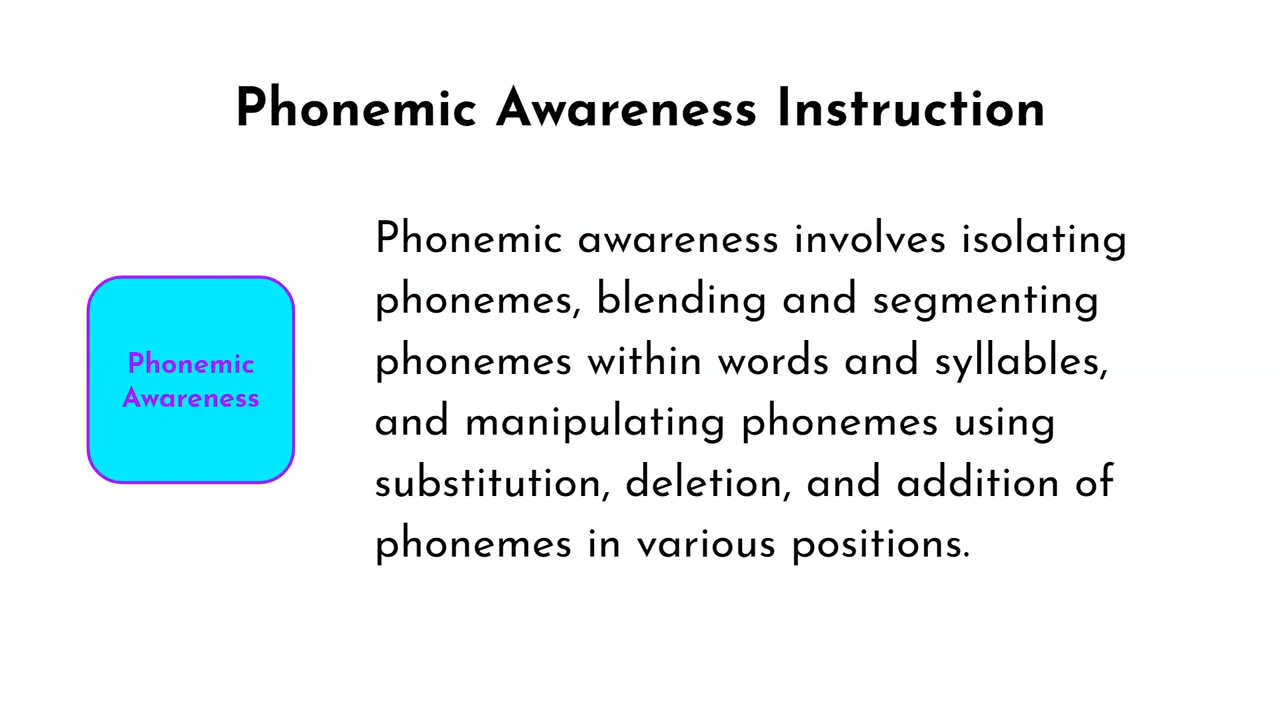 Phonemic Awareness Instruction
Phonemic
Awareness
Phonemic awareness involves isolating
phonemes, blending and segmenting
phonemes within words and syllables,
and manipulating phonemes using
substitution, deletion, and addition of
phonemes in various positions.